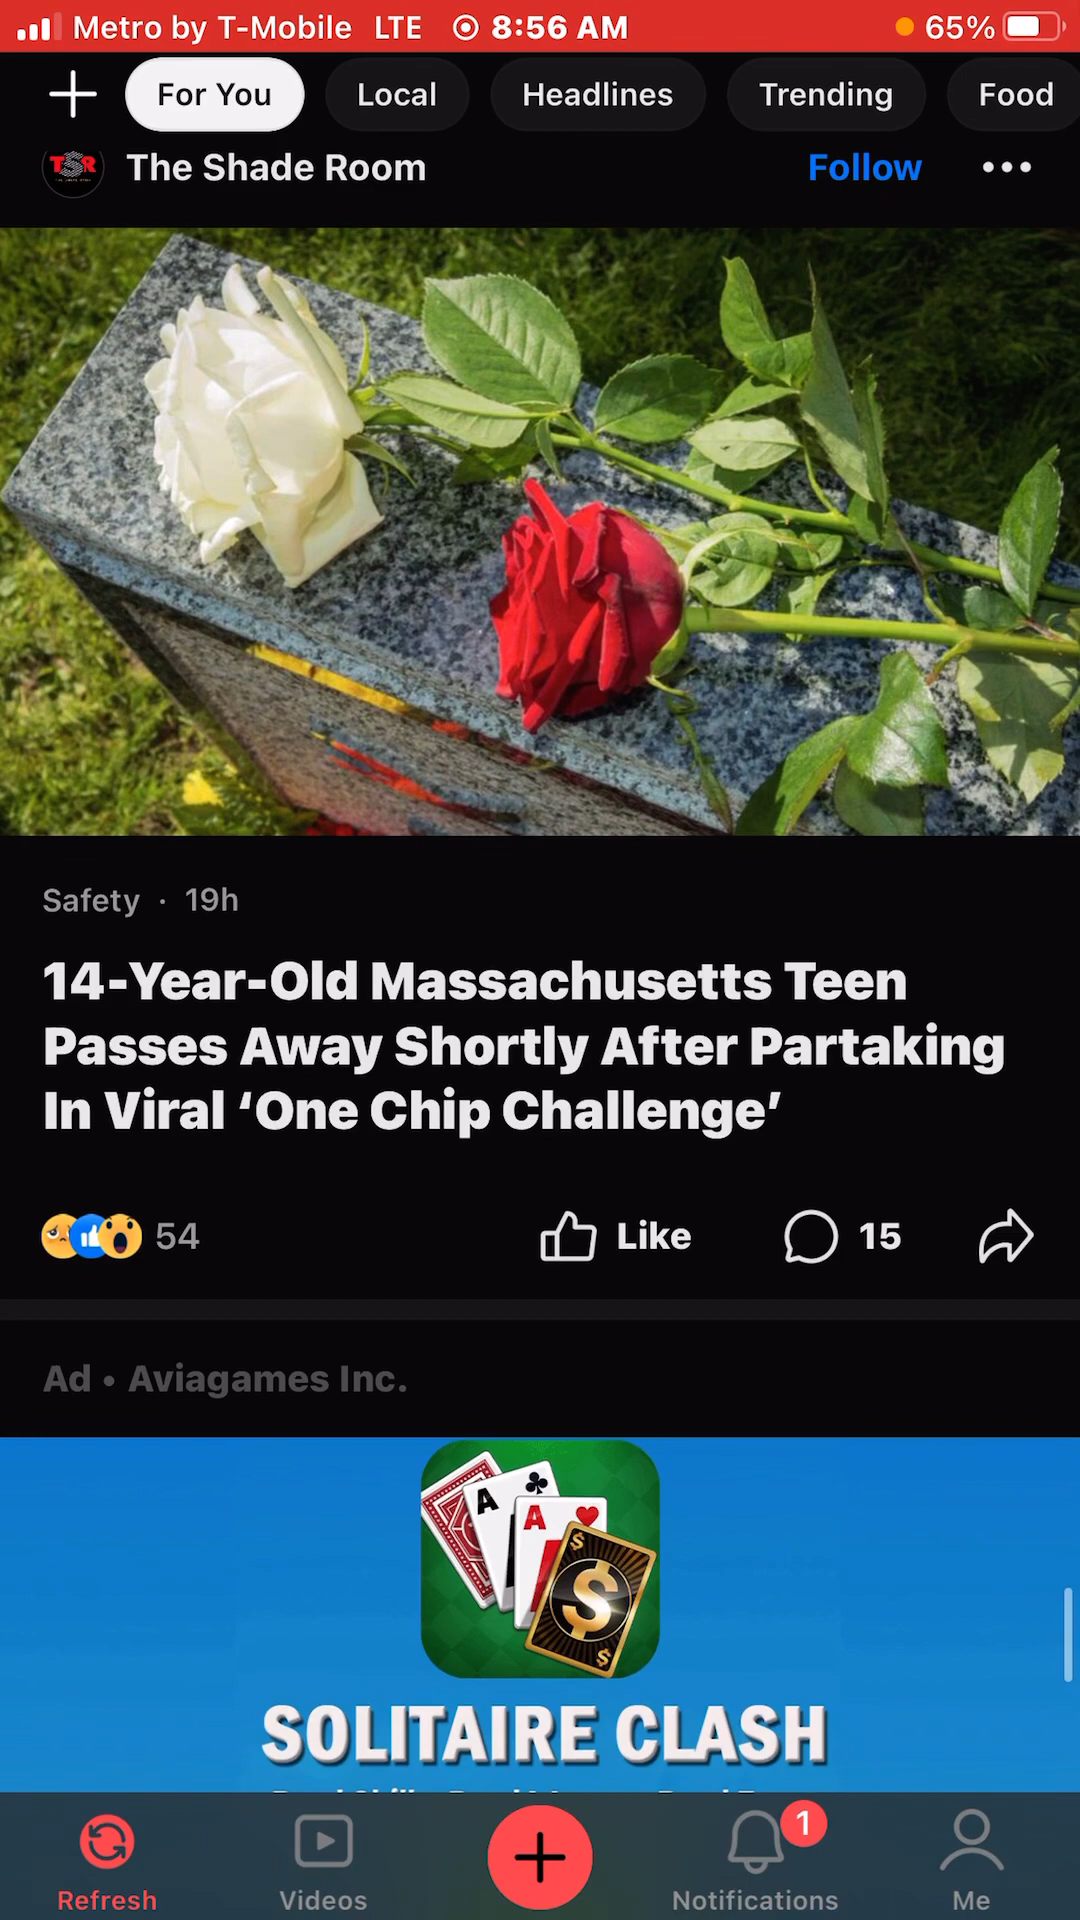 Metro by T-Mobile LTE 8:56 AM 65%
For You Local Headlines Trending Food
TSR The Shade Room Follow
Safety · 19h
14-Year-Old Massachusetts Teen
Passes Away Shortly After Partaking
In Viral ‘One Chip Challenge’
54 Like 15
Ad • Aviagames Inc.
A A $ $ $
SOLITAIRE CLASH
1
Refresh Videos Notifications Me